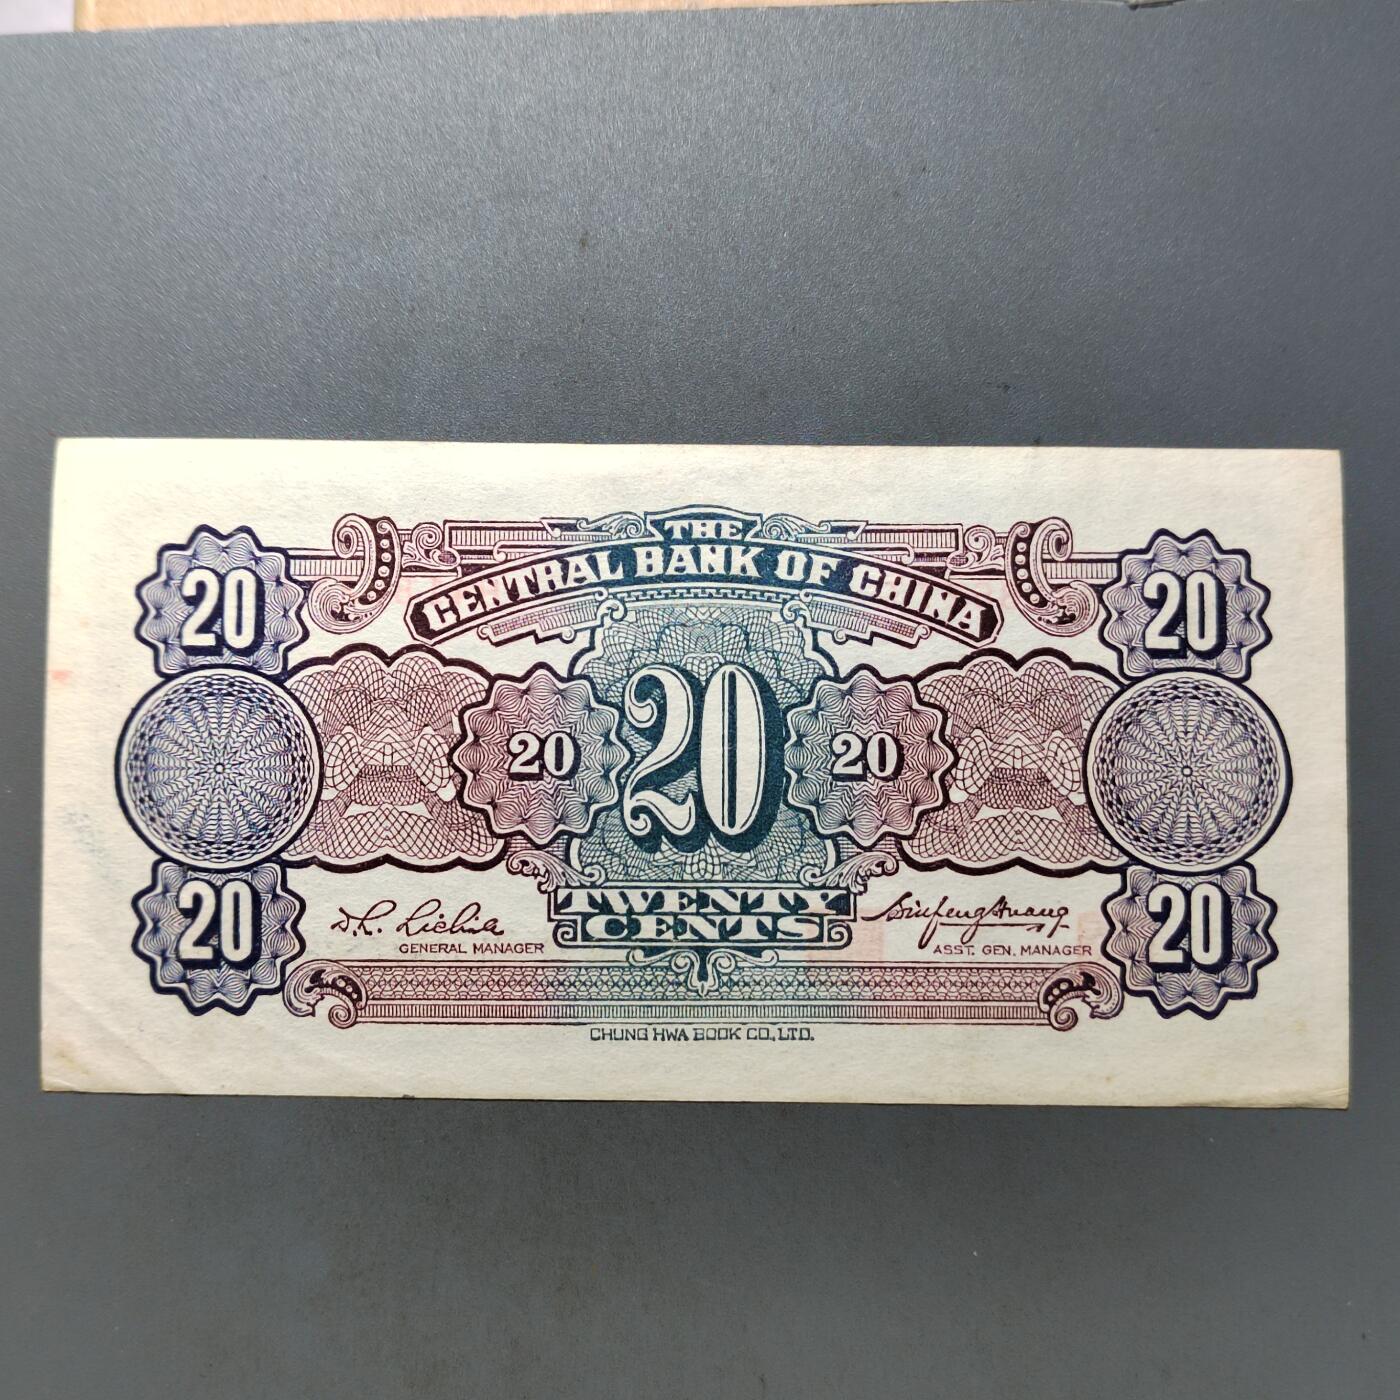 THE
CENTRAL BANK OF CHINA
20 20
20 20 20
TWENTY
CENTS
20 20
GENERAL MANAGER ASST. GEN. MANAGER
CHUNG HWA BOOK CO., LTD.